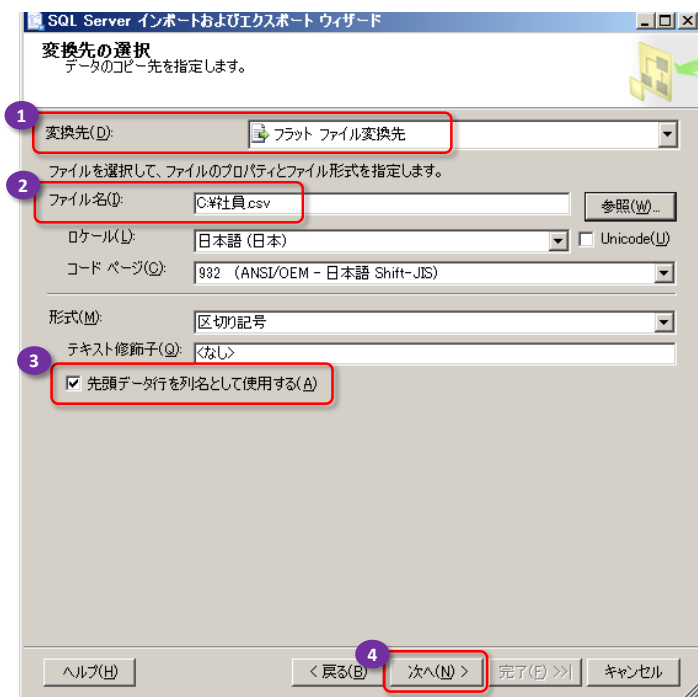 SQL Server インポートおよびエクスポート ウィザード
変換先の選択
データのコピー先を指定します。
1
変換先(D): フラット ファイル変換先
ファイルを選択して、ファイルのプロパティとファイル形式を指定します。
2
ファイル名(I): C:¥社員.csv 参照(W)...
ロケール(L): 日本語 (日本) Unicode(U)
コード ページ(C): 932 (ANSI/OEM - 日本語 Shift-JIS)
形式(M): 区切り記号
テキスト修飾子(Q): <なし>
3
先頭データ行を列名として使用する(A)
4
ヘルプ(H) < 戻る(B) 次へ(N) > 完了(F) >>| キャンセル